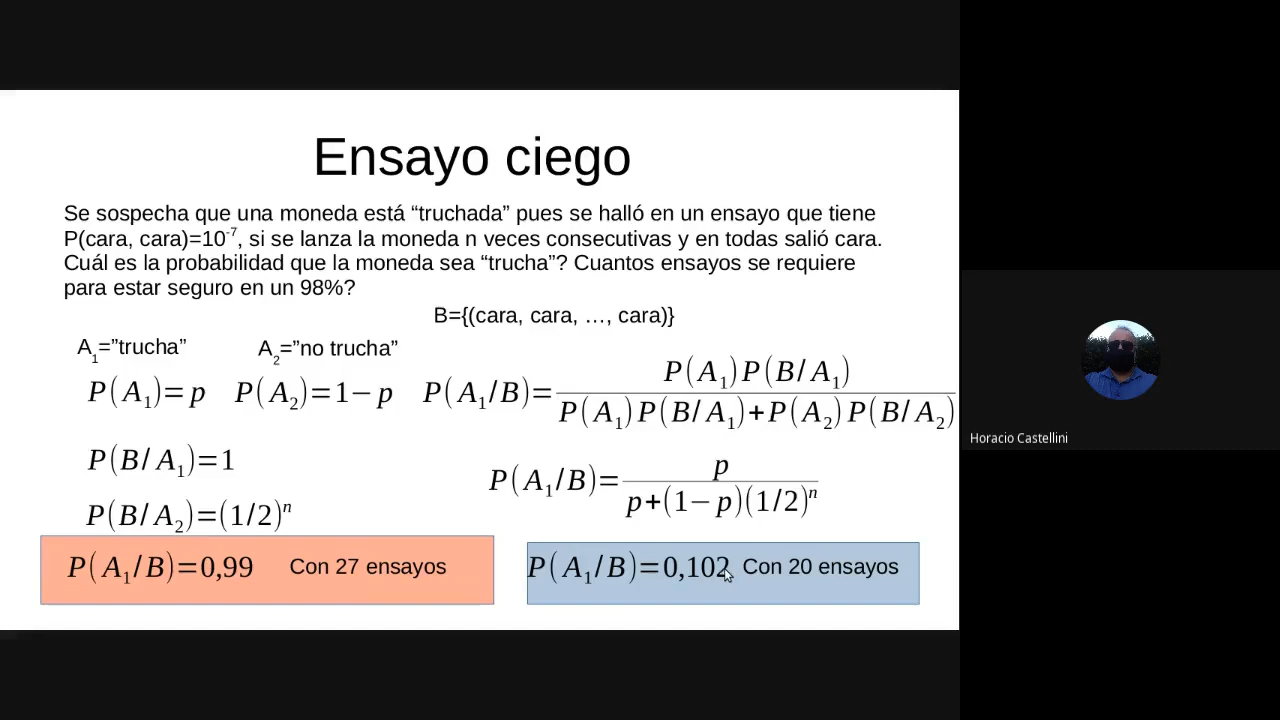 Ensayo ciego
Se sospecha que una moneda está “truchada” pues se halló en un ensayo que tiene
P(cara, cara)=10⁻⁷, si se lanza la moneda n veces consecutivas y en todas salió cara.
Cuál es la probabilidad que la moneda sea “trucha”? Cuantos ensayos se requiere
para estar seguro en un 98%?
B={(cara, cara, …, cara)}
A₁=”trucha” A₂=”no trucha”
P(A₁)=p P(A₂)=1−p P(A₁/B)=P(A₁)P(B/A₁)/P(A₁)P(B/A₁)+P(A₂)P(B/A₂)
P(B/A₁)=1
P(A₁/B)=p/p+(1−p)(1/2)ⁿ
P(B/A₂)=(1/2)ⁿ
P(A₁/B)=0,99 Con 27 ensayos
P(A₁/B)=0,102 Con 20 ensayos
Horacio Castellini